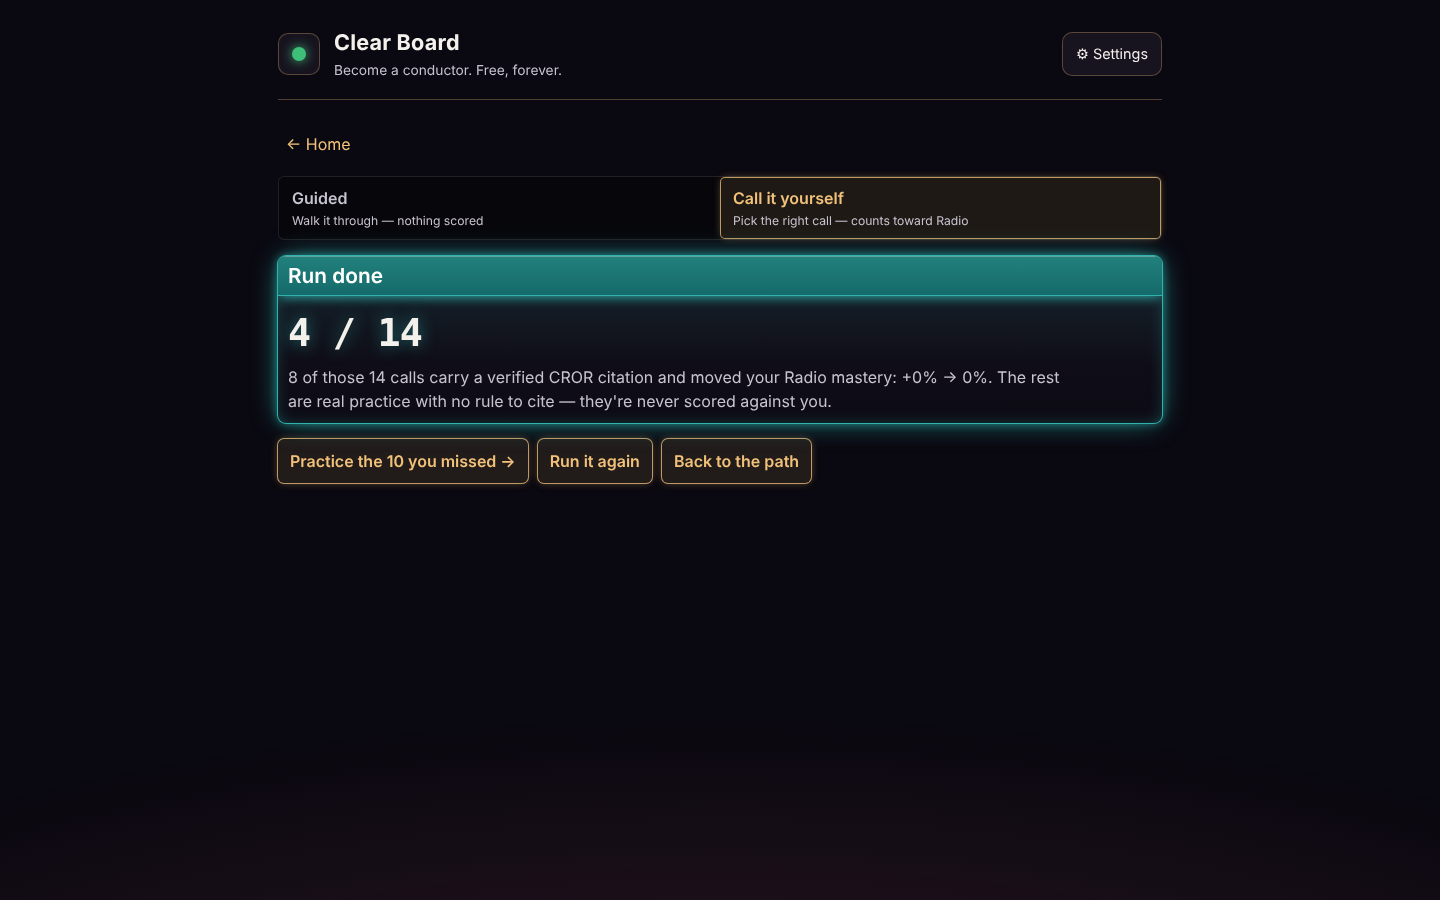 Clear Board
Become a conductor. Free, forever.
⚙ Settings
← Home
Guided
Walk it through — nothing scored
Call it yourself
Pick the right call — counts toward Radio
Run done
4 / 14
8 of those 14 calls carry a verified CROR citation and moved your Radio mastery: +0% → 0%. The rest
are real practice with no rule to cite — they're never scored against you.
Practice the 10 you missed →
Run it again
Back to the path